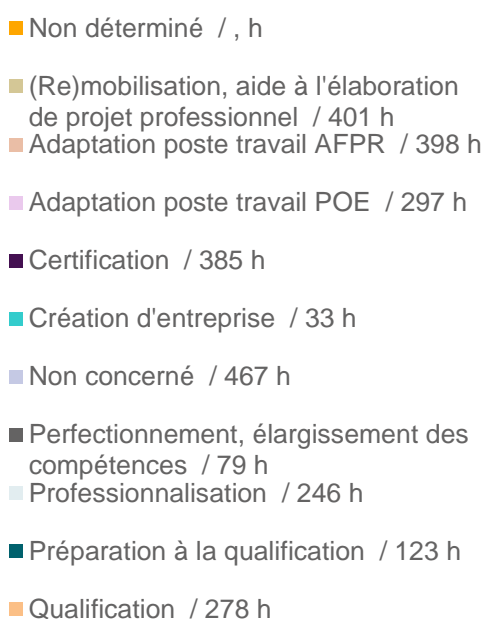 Non déterminé / , h
(Re)mobilisation, aide à l'élaboration
de projet professionnel / 401 h
Adaptation poste travail AFPR / 398 h
Adaptation poste travail POE / 297 h
Certification / 385 h
Création d'entreprise / 33 h
Non concerné / 467 h
Perfectionnement, élargissement des
compétences / 79 h
Professionnalisation / 246 h
Préparation à la qualification / 123 h
Qualification / 278 h